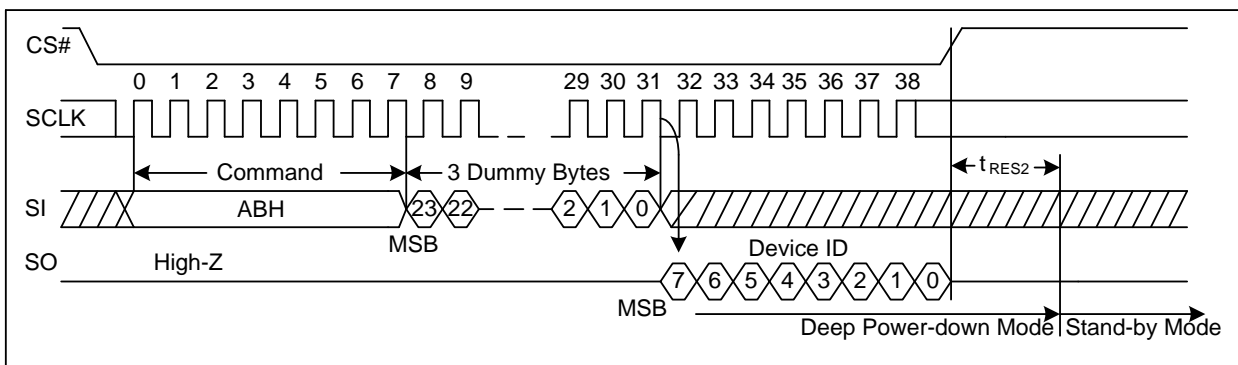 CS#
0 1 2 3 4 5 6 7 8 9 29 30 31 32 33 34 35 36 37 38
SCLK
Command 3 Dummy Bytes tRES2
SI ABH 23 22 2 1 0
MSB Device ID
SO High-Z 7 6 5 4 3 2 1 0
MSB
Deep Power-down Mode Stand-by Mode